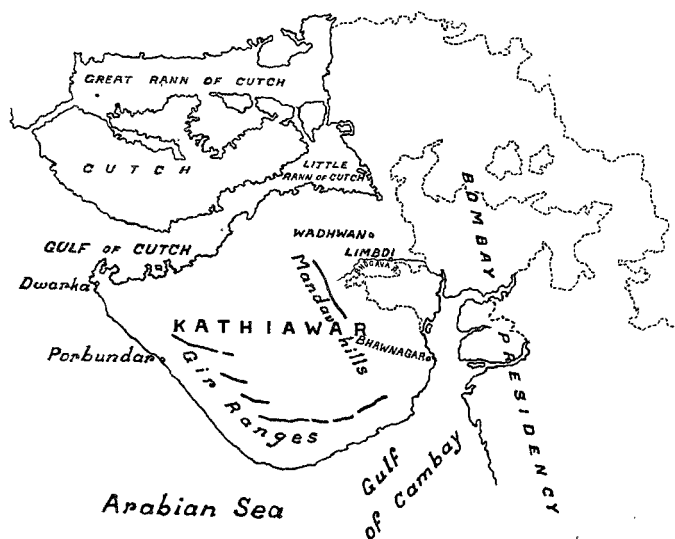 GREAT RANN OF CUTCH
CUTCH
LITTLE
RANN OF CUTCH
BOMBAY
PRESIDENCY
WADHWAN
GULF OF CUTCH
LIMBDI
Dwarka
Mandav hills
KATHIAWAR
BHAWNAGAR
Porbundar
Gir Ranges
Gulf
of Cambay
Arabian Sea